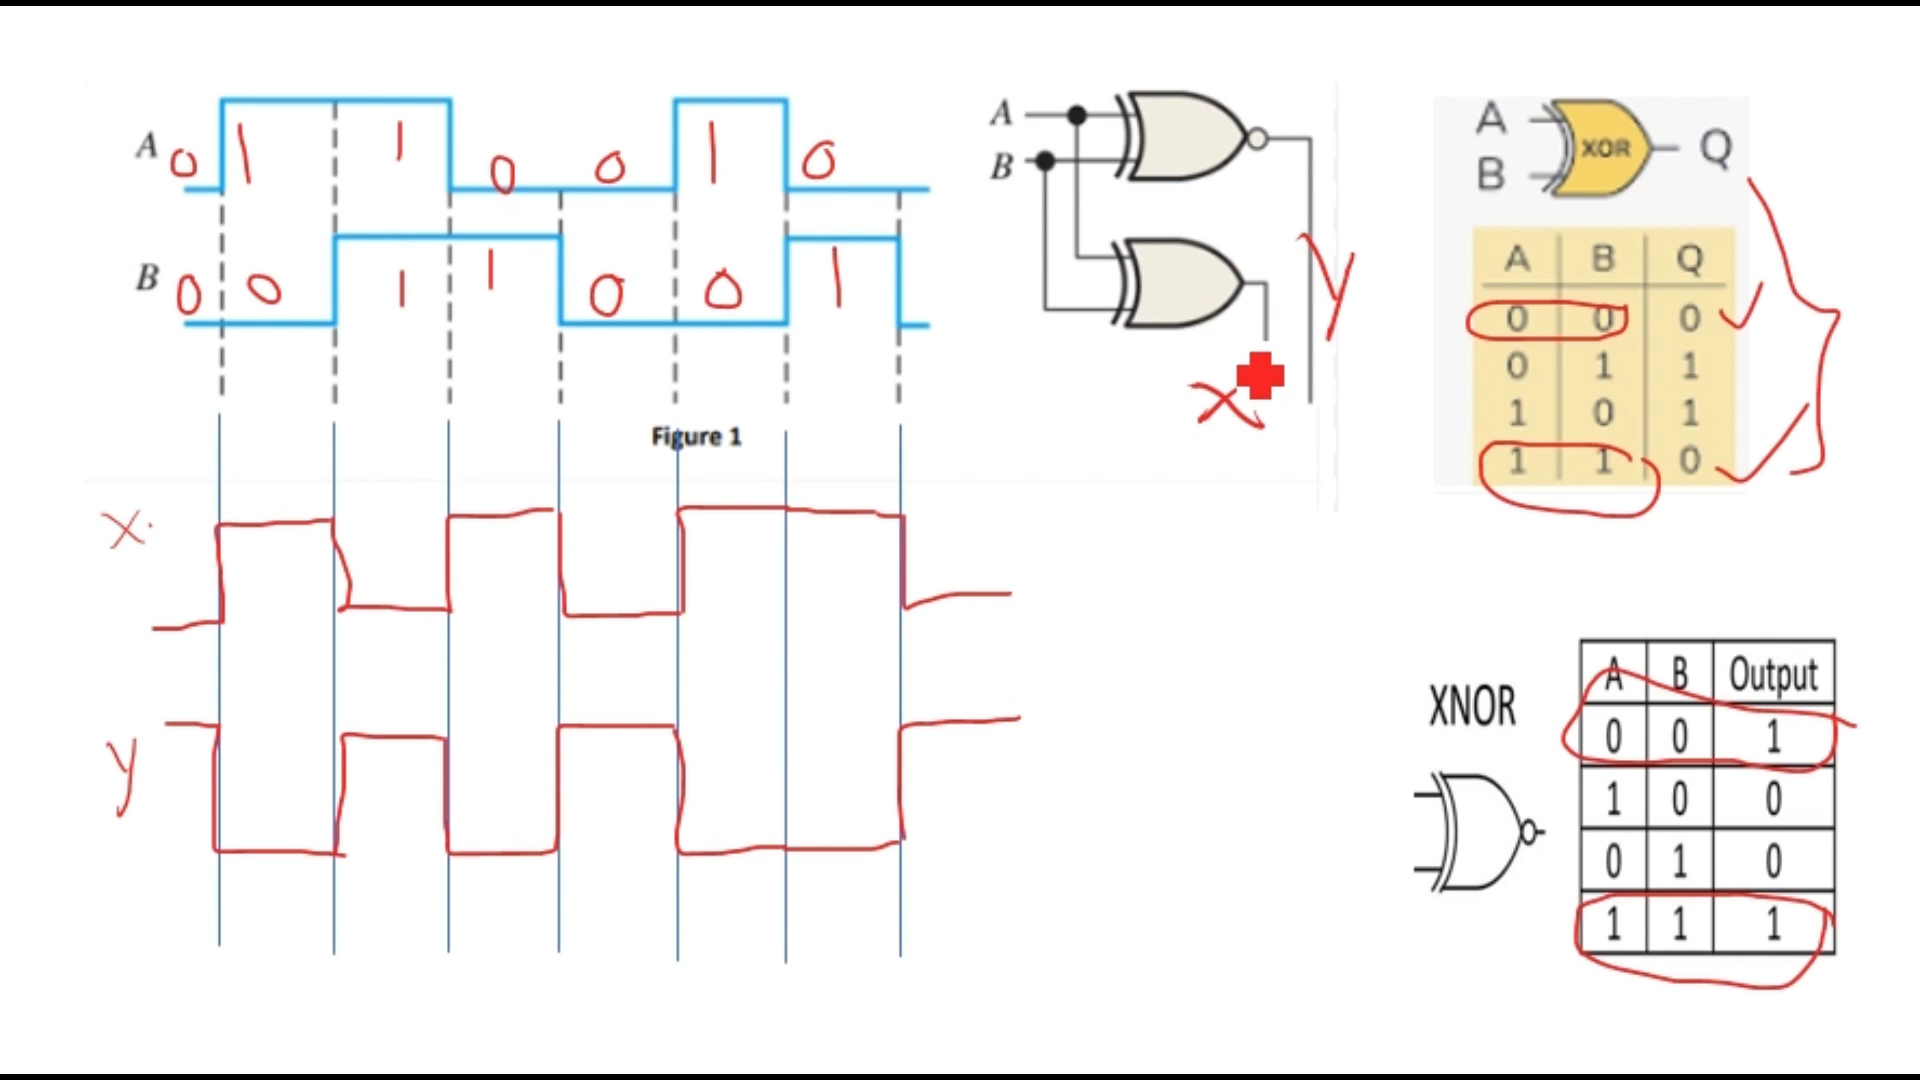 A 0 1 1 0 0 1 0
B 0 0 1 1 0 0 1
Figure 1
x
y
A
B
y
x
A
B
XOR
Q
A B Q
0 0 0
0 1 1
1 0 1
1 1 0
XNOR
A B Output
0 0 1
1 0 0
0 1 0
1 1 1